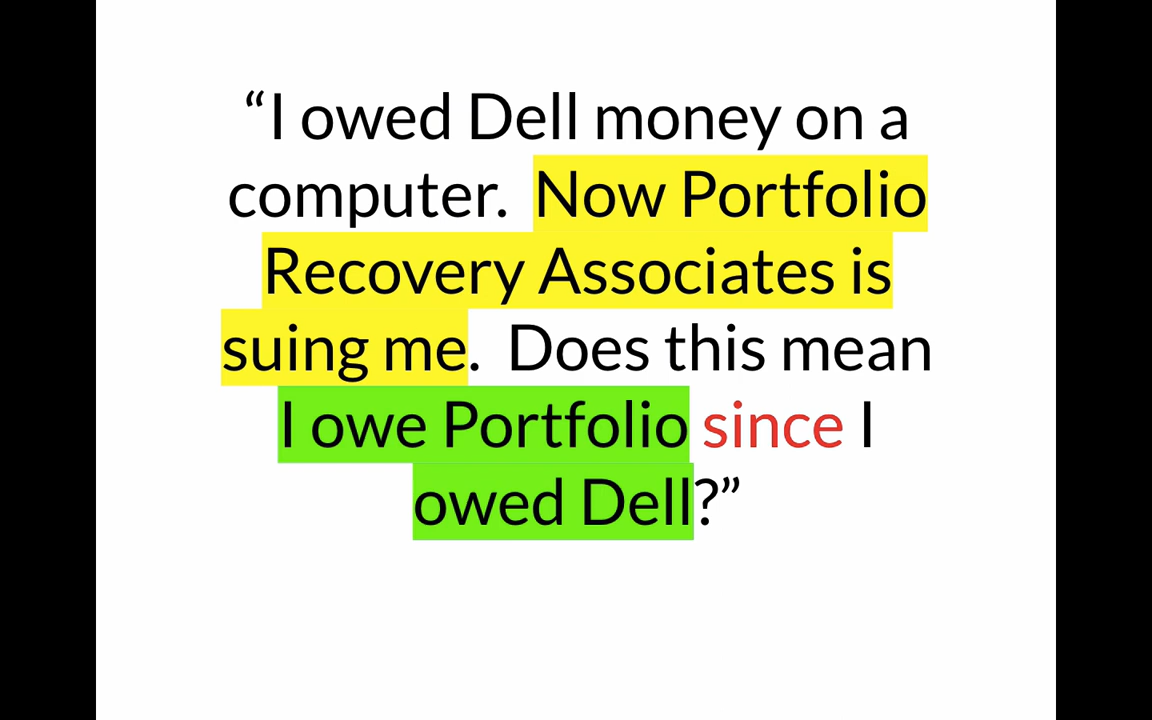 “I owed Dell money on a
computer.  Now Portfolio
Recovery Associates is
suing me.  Does this mean
I owe Portfolio since I
owed Dell?”